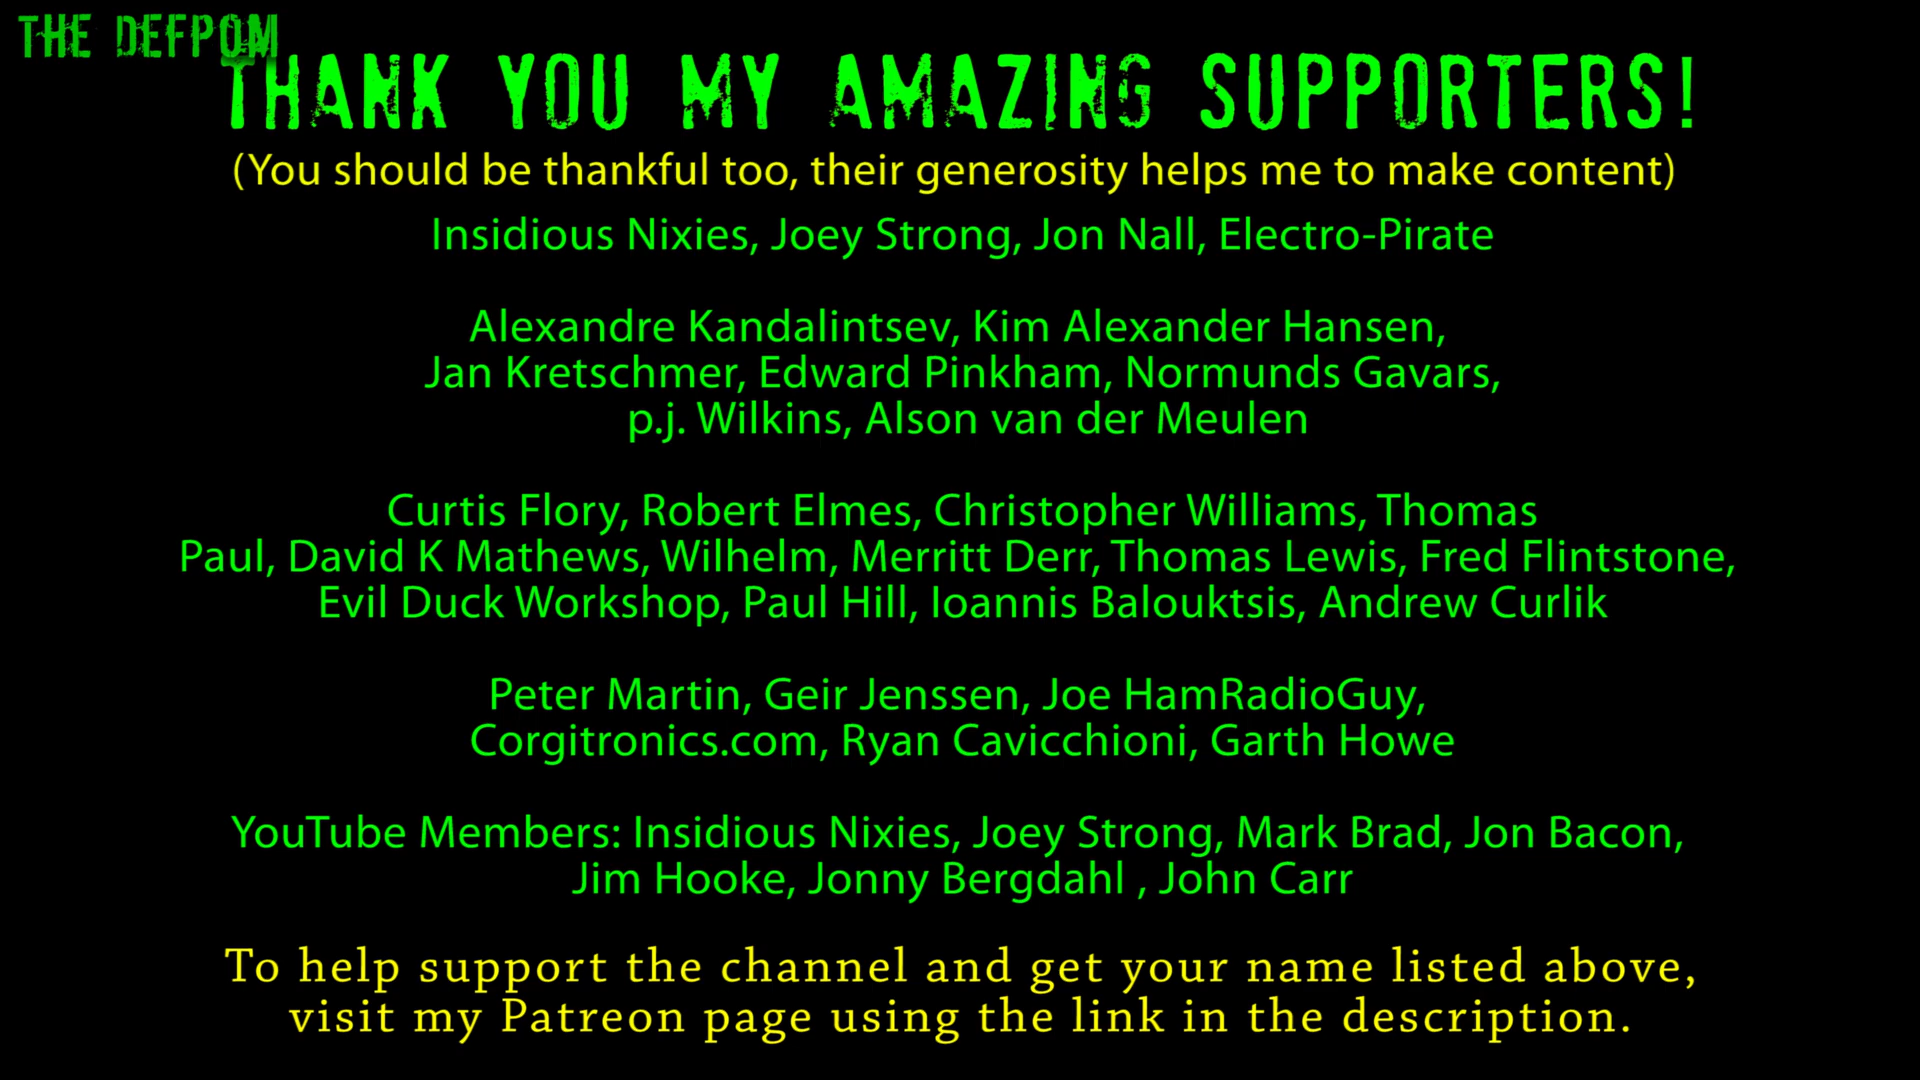 THE DEFPOM
THANK YOU MY AMAZING SUPPORTERS!
(You should be thankful too, their generosity helps me to make content)
Insidious Nixies, Joey Strong, Jon Nall, Electro-Pirate
Alexandre Kandalintsev, Kim Alexander Hansen,
Jan Kretschmer, Edward Pinkham, Normunds Gavars,
p.j. Wilkins, Alson van der Meulen
Curtis Flory, Robert Elmes, Christopher Williams, Thomas
Paul, David K Mathews, Wilhelm, Merritt Derr, Thomas Lewis, Fred Flintstone,
Evil Duck Workshop, Paul Hill, Ioannis Balouktsis, Andrew Curlik
Peter Martin, Geir Jenssen, Joe HamRadioGuy,
Corgitronics.com, Ryan Cavicchioni, Garth Howe
YouTube Members: Insidious Nixies, Joey Strong, Mark Brad, Jon Bacon,
Jim Hooke, Jonny Bergdahl , John Carr
To help support the channel and get your name listed above,
visit my Patreon page using the link in the description.